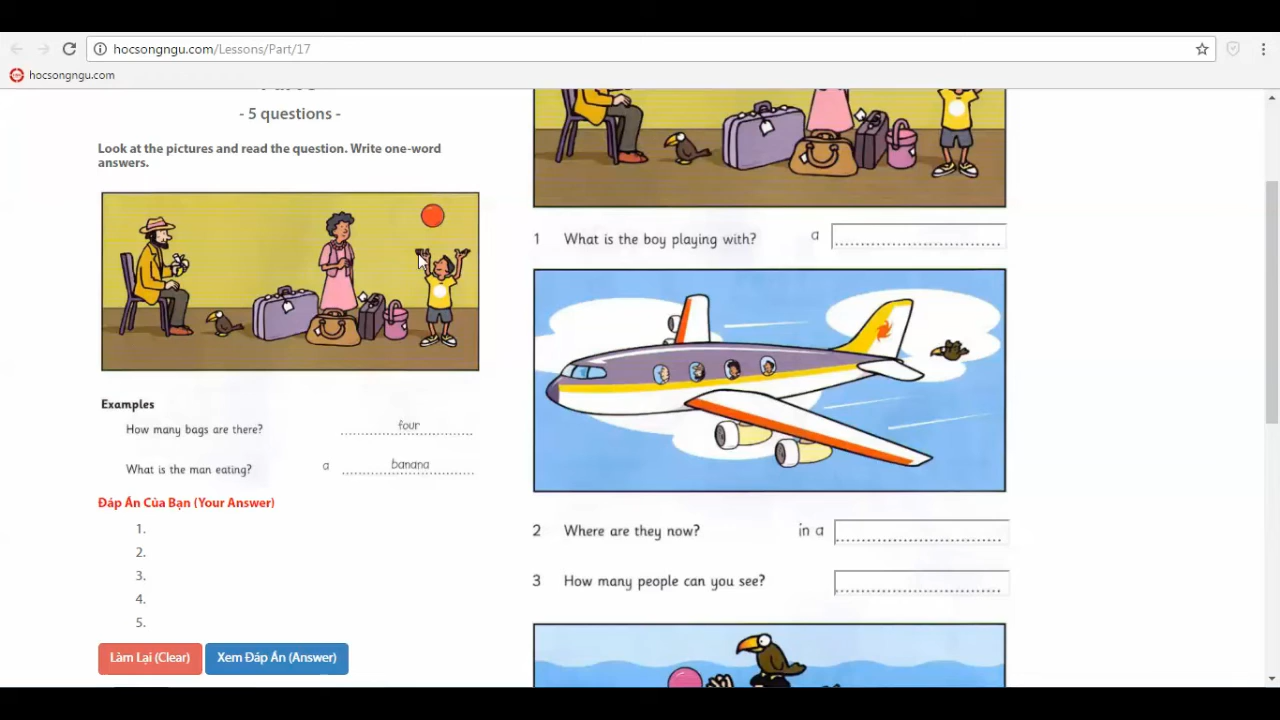 hocsongngu.com/Lessons/Part/17
hocsongngu.com
- 5 questions -
Look at the pictures and read the question. Write one-word
answers.
Examples
How many bags are there? four
What is the man eating? a banana
Đáp Án Của Bạn (Your Answer)
1.
2.
3.
4.
5.
Làm Lại (Clear)
Xem Đáp Án (Answer)
1 What is the boy playing with? a
2 Where are they now? in a
3 How many people can you see?